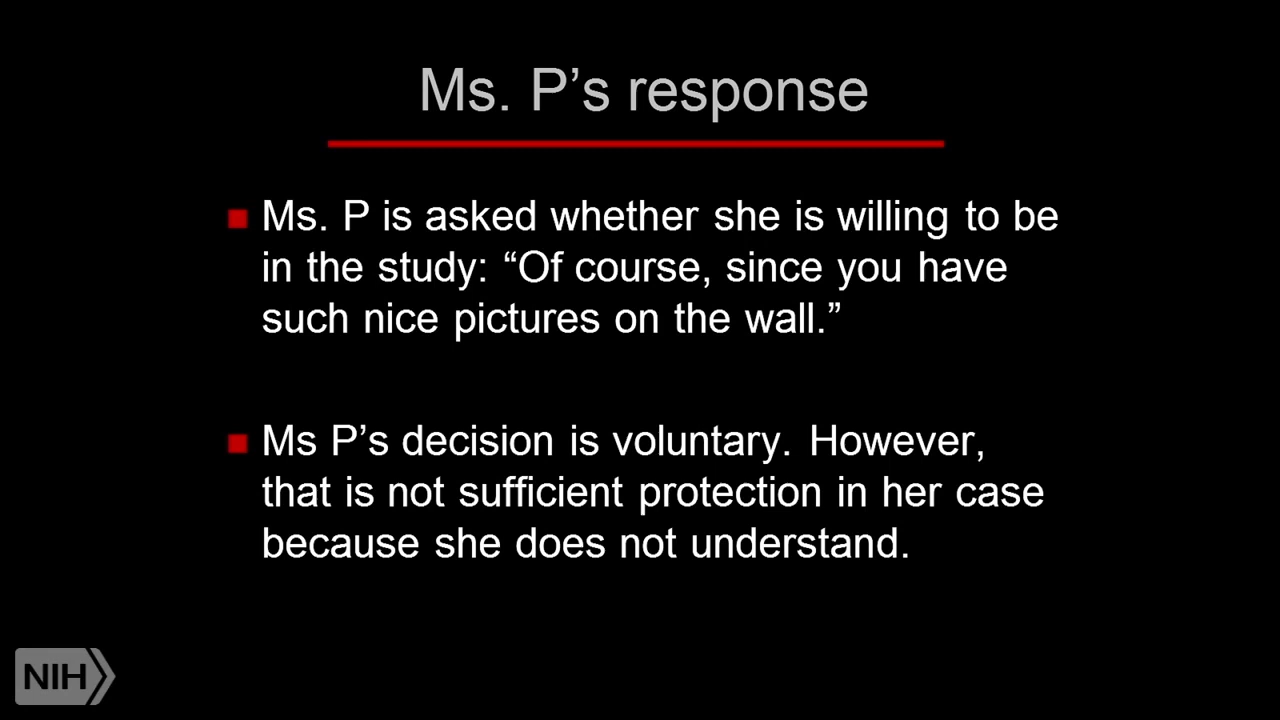 Ms. P’s response
Ms. P is asked whether she is willing to be
in the study: “Of course, since you have
such nice pictures on the wall.”
Ms P’s decision is voluntary. However,
that is not sufficient protection in her case
because she does not understand.
NIH